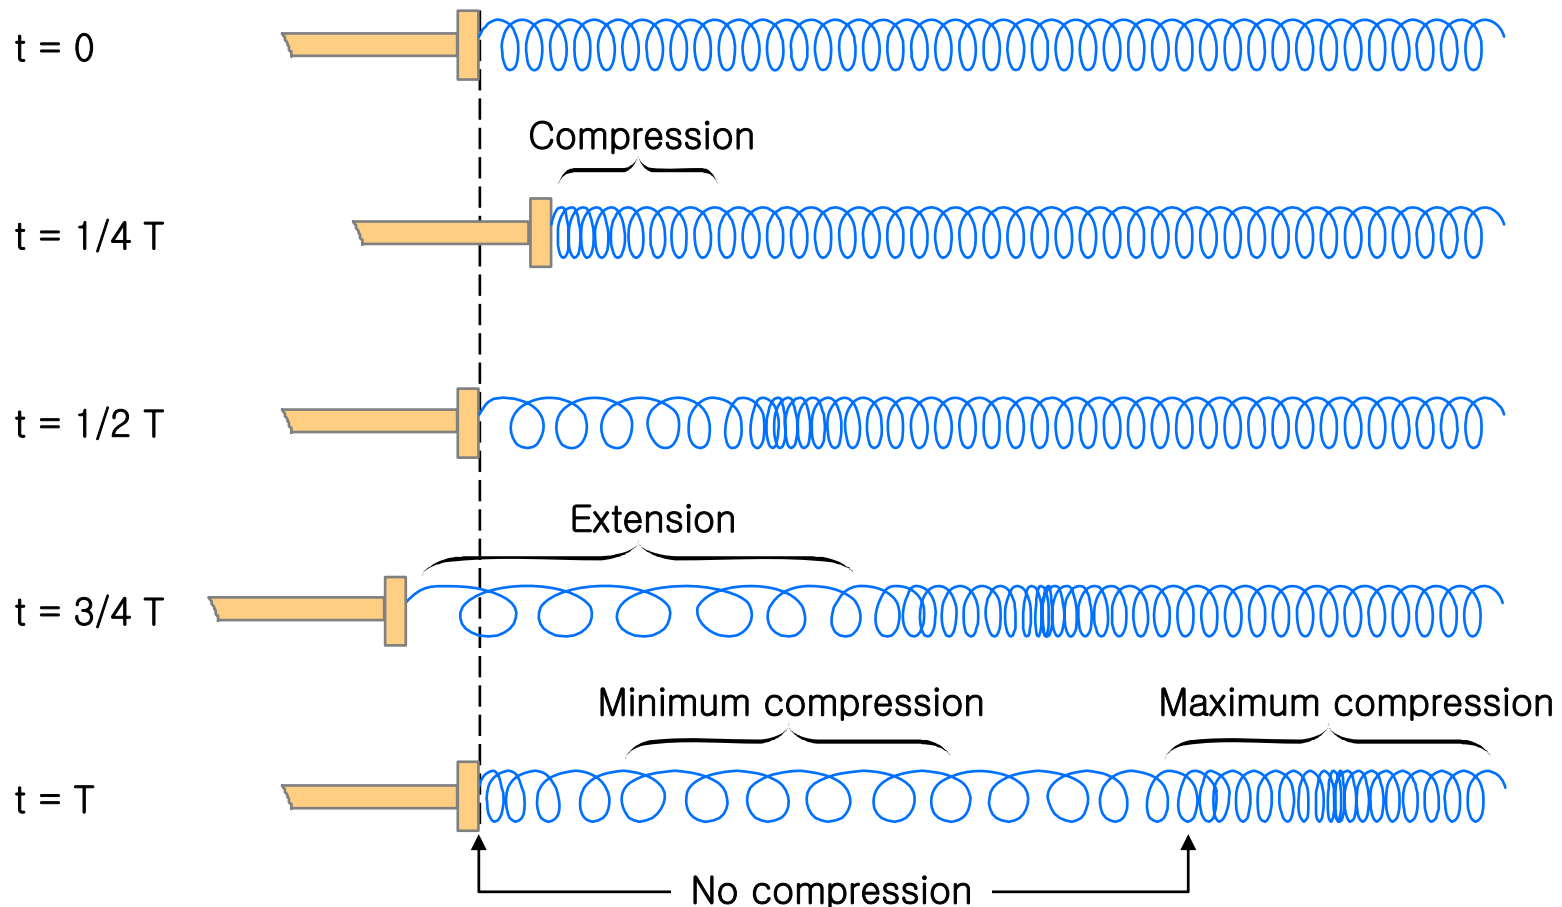 t = 0
Compression
t = 1/4 T
t = 1/2 T
Extension
t = 3/4 T
Minimum compression
Maximum compression
t = T
No compression